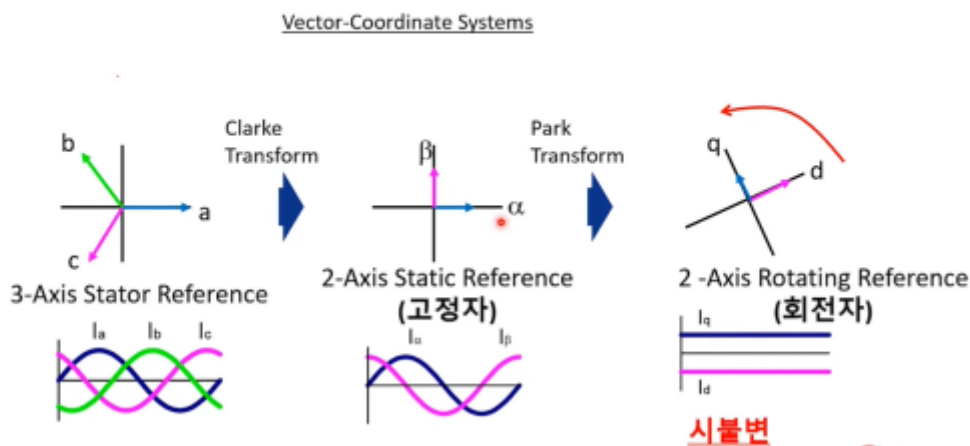 Vector-Coordinate Systems
b
a
c
Clarke
Transform
β
α
Park
Transform
q
d
3-Axis Stator Reference
2-Axis Static Reference
(고정자)
2 -Axis Rotating Reference
(회전자)
Ia Ib Ic
Iα Iβ
Iq
Id
시불변